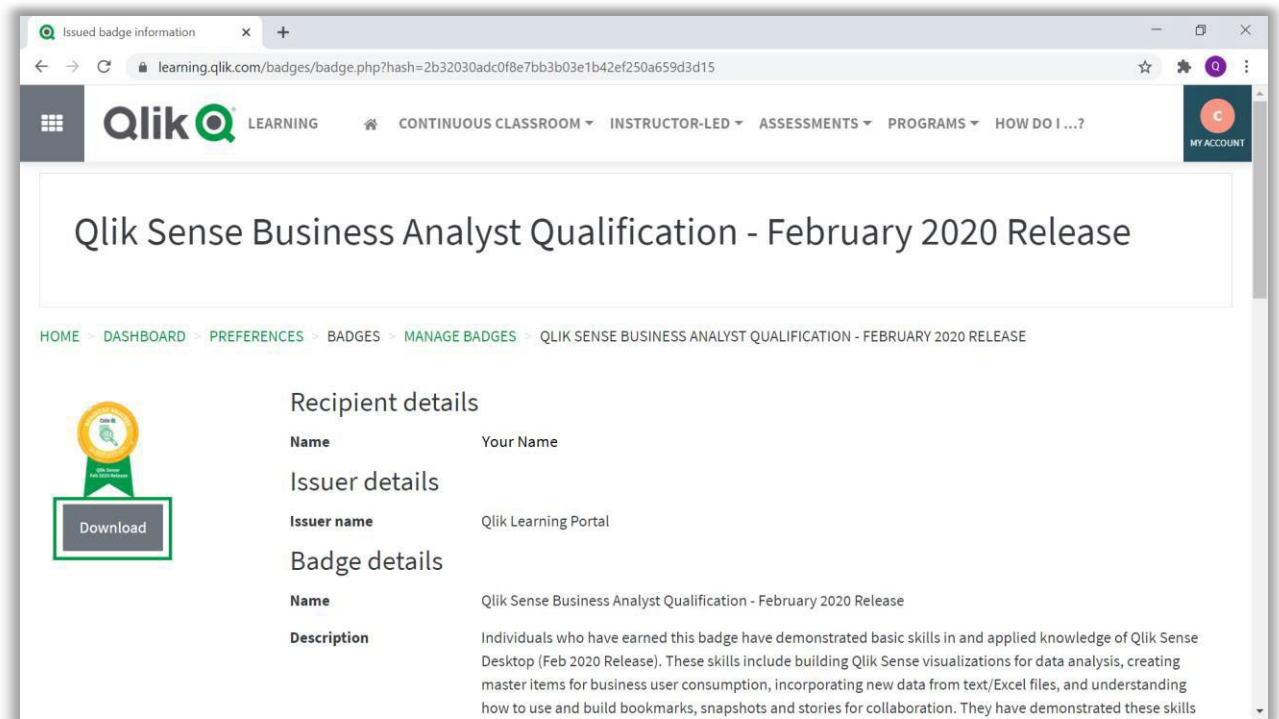 Issued badge information
learning.qlik.com/badges/badge.php?hash=2b32030adc0f8e7bb3b03e1b42ef250a659d3d15
Q
Qlik LEARNING CONTINUOUS CLASSROOM INSTRUCTOR-LED ASSESSMENTS PROGRAMS HOW DO I ...?
C
MY ACCOUNT
Qlik Sense Business Analyst Qualification - February 2020 Release
HOME > DASHBOARD > PREFERENCES > BADGES > MANAGE BADGES > QLIK SENSE BUSINESS ANALYST QUALIFICATION - FEBRUARY 2020 RELEASE
Qlik Sense
Feb 2020 Release
Download
Recipient details
Name Your Name
Issuer details
Issuer name Qlik Learning Portal
Badge details
Name Qlik Sense Business Analyst Qualification - February 2020 Release
Description Individuals who have earned this badge have demonstrated basic skills in and applied knowledge of Qlik Sense
Desktop (Feb 2020 Release). These skills include building Qlik Sense visualizations for data analysis, creating
master items for business user consumption, incorporating new data from text/Excel files, and understanding
how to use and build bookmarks, snapshots and stories for collaboration. They have demonstrated these skills